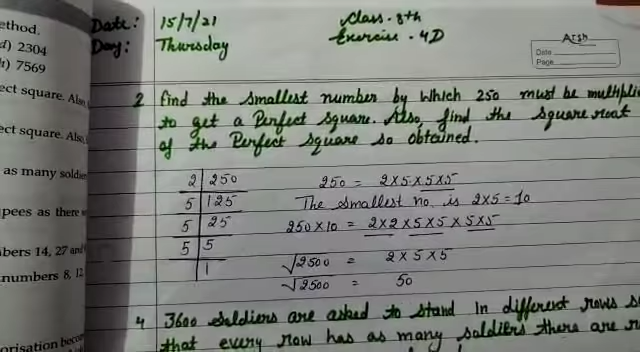 ethod.
d) 2304
h) 7569
ect square. Also,
ect square. Also,
as many soldie
pees as there
bers 14, 27 and
numbers 8, 12
orisation
Date: 15/7/21
Day: Thursday
Class - 8th
Exercise - 4D
Arsh
Date
Page
2 find the smallest number by which 250 must be multipli
to get a Perfect square. Also, find the square root
of the Perfect square so obtained.
2 | 250
5 | 125
5 | 25
5 | 5
| 1
250 = 2×5×5×5
The smallest no. is 2×5=10
250×10 = 2×2×5×5×5×5
√2500 = 2×5×5
√2500 = 50
4 3600 soldiers are asked to stand in different rows s
that every row has as many soldiers there are r